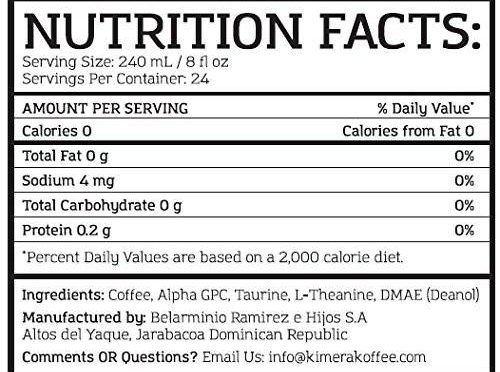 NUTRITION FACTS:
Serving Size: 240 mL / 8 fl oz
Servings Per Container: 24
AMOUNT PER SERVING % Daily Value*
Calories 0 Calories from Fat 0
Total Fat 0 g 0%
Sodium 4 mg 0%
Total Carbohydrate 0 g 0%
Protein 0.2 g 0%
*Percent Daily Values are based on a 2,000 calorie diet.
Ingredients: Coffee, Alpha GPC, Taurine, L-Theanine, DMAE (Deanol)
Manufactured by: Belarminio Ramirez e Hijos S.A
Altos del Yaque, Jarabacoa Dominican Republic
Comments OR Questions? Email Us: info@kimerakoffee.com